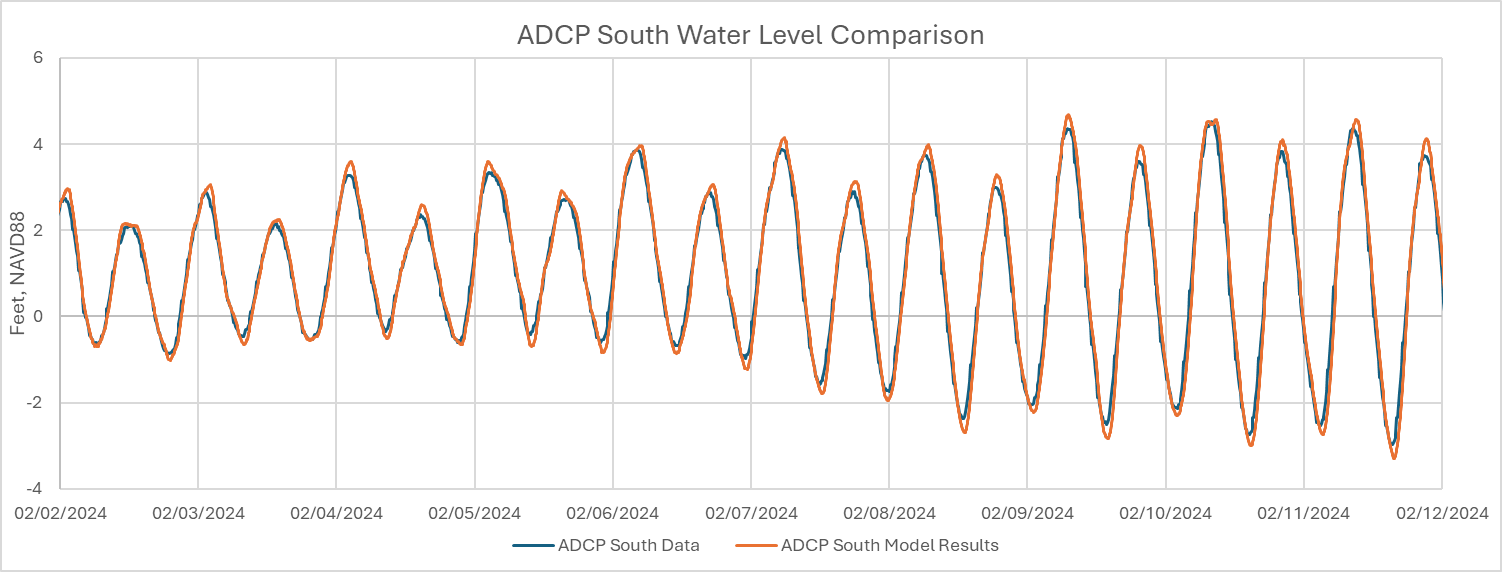 ADCP South Water Level Comparison
6
4
2
0
-2
-4
Feet, NAVD88
02/02/2024 02/03/2024 02/04/2024 02/05/2024 02/06/2024 02/07/2024 02/08/2024 02/09/2024 02/10/2024 02/11/2024 02/12/2024
ADCP South Data ADCP South Model Results